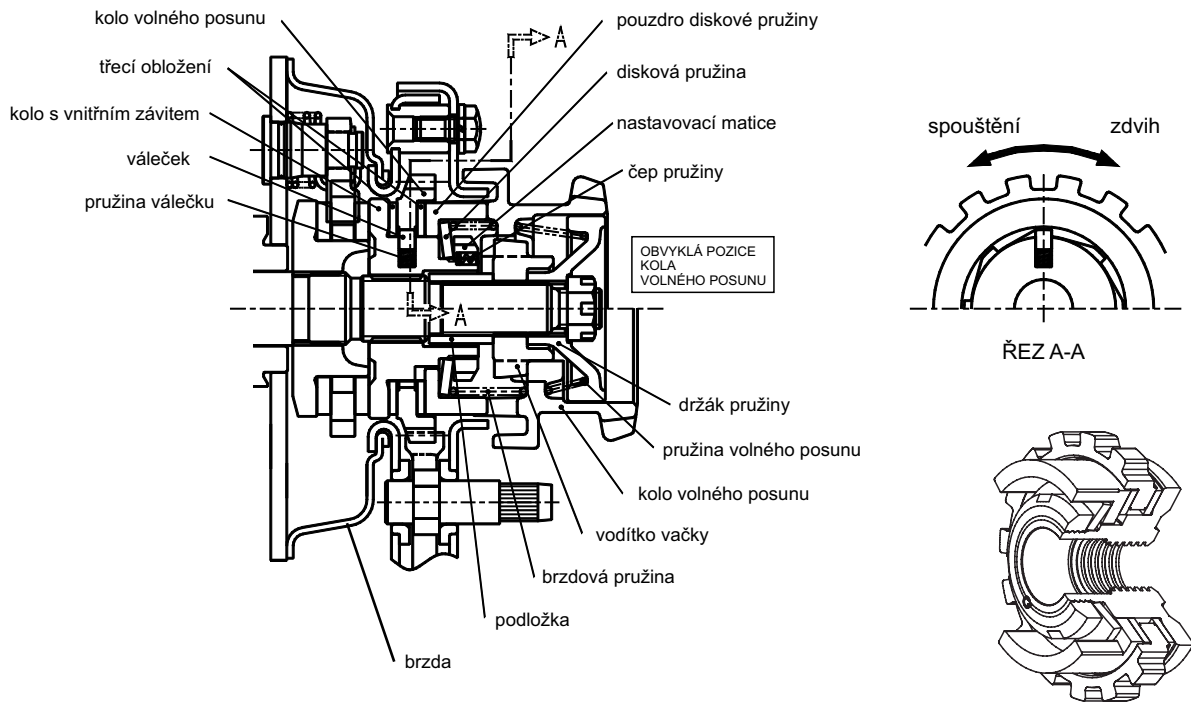 kolo volného posunu
třecí obložení
kolo s vnitřním závitem
váleček
pružina válečku
A
pouzdro diskové pružiny
disková pružina
nastavovací matice
čep pružiny
OBVYKLÁ POZICE
KOLA
VOLNÉHO POSUNU
A
držák pružiny
pružina volného posunu
kolo volného posunu
vodítko vačky
brzdová pružina
podložka
brzda
spouštění
zdvih
ŘEZ A-A